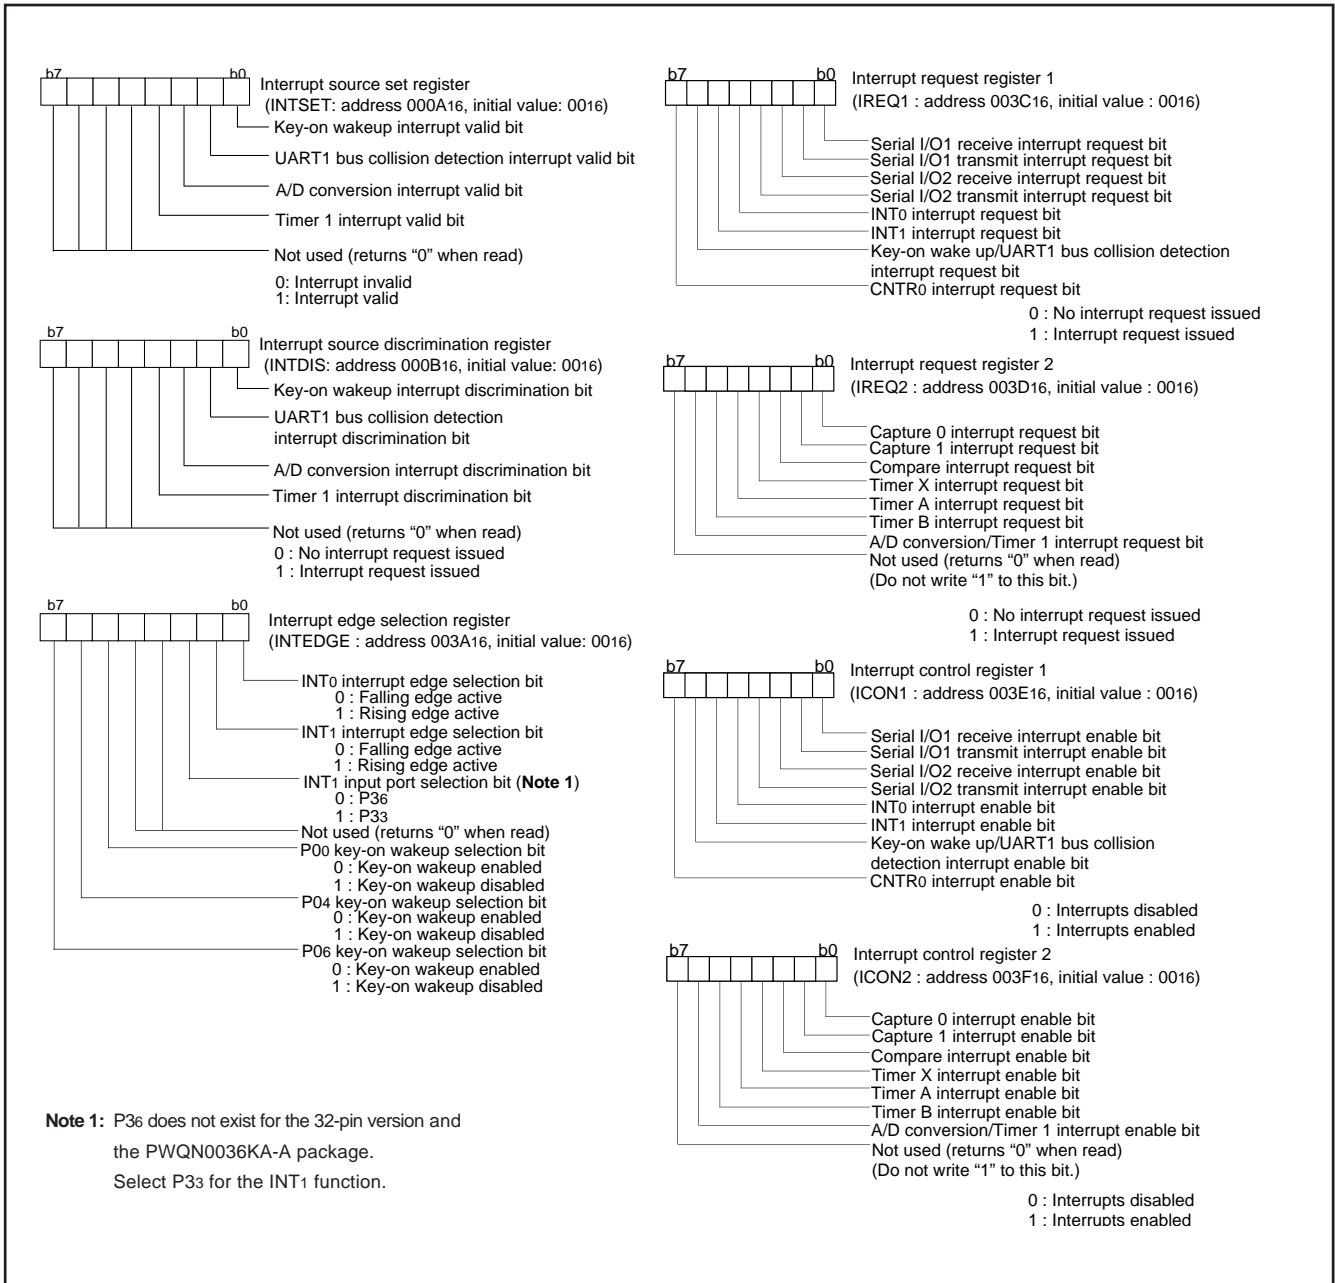 b7 b0 Interrupt source set register
(INTSET: address 000A16, initial value: 0016)
Key-on wakeup interrupt valid bit
UART1 bus collision detection interrupt valid bit
A/D conversion interrupt valid bit
Timer 1 interrupt valid bit
Not used (returns “0” when read)
0: Interrupt invalid
1: Interrupt valid
b7 b0 Interrupt source discrimination register
(INTDIS: address 000B16, initial value: 0016)
Key-on wakeup interrupt discrimination bit
UART1 bus collision detection
interrupt discrimination bit
A/D conversion interrupt discrimination bit
Timer 1 interrupt discrimination bit
Not used (returns “0” when read)
0 : No interrupt request issued
1 : Interrupt request issued
b7 b0 Interrupt edge selection register
(INTEDGE : address 003A16, initial value: 0016)
INT0 interrupt edge selection bit
0 : Falling edge active
1 : Rising edge active
INT1 interrupt edge selection bit
0 : Falling edge active
1 : Rising edge active
INT1 input port selection bit (Note 1)
0 : P36
1 : P33
Not used (returns “0” when read)
P00 key-on wakeup selection bit
0 : Key-on wakeup enabled
1 : Key-on wakeup disabled
P04 key-on wakeup selection bit
0 : Key-on wakeup enabled
1 : Key-on wakeup disabled
P06 key-on wakeup selection bit
0 : Key-on wakeup enabled
1 : Key-on wakeup disabled
Note 1: P36 does not exist for the 32-pin version and
the PWQN0036KA-A package.
Select P33 for the INT1 function.
b7 b0 Interrupt request register 1
(IREQ1 : address 003C16, initial value : 0016)
Serial I/O1 receive interrupt request bit
Serial I/O1 transmit interrupt request bit
Serial I/O2 receive interrupt request bit
Serial I/O2 transmit interrupt request bit
INT0 interrupt request bit
INT1 interrupt request bit
Key-on wake up/UART1 bus collision detection
interrupt request bit
CNTR0 interrupt request bit
0 : No interrupt request issued
1 : Interrupt request issued
b7 b0 Interrupt request register 2
(IREQ2 : address 003D16, initial value : 0016)
Capture 0 interrupt request bit
Capture 1 interrupt request bit
Compare interrupt request bit
Timer X interrupt request bit
Timer A interrupt request bit
Timer B interrupt request bit
A/D conversion/Timer 1 interrupt request bit
Not used (returns “0” when read)
(Do not write “1” to this bit.)
0 : No interrupt request issued
1 : Interrupt request issued
b7 b0 Interrupt control register 1
(ICON1 : address 003E16, initial value : 0016)
Serial I/O1 receive interrupt enable bit
Serial I/O1 transmit interrupt enable bit
Serial I/O2 receive interrupt enable bit
Serial I/O2 transmit interrupt enable bit
INT0 interrupt enable bit
INT1 interrupt enable bit
Key-on wake up/UART1 bus collision
detection interrupt enable bit
CNTR0 interrupt enable bit
0 : Interrupts disabled
1 : Interrupts enabled
b7 b0 Interrupt control register 2
(ICON2 : address 003F16, initial value : 0016)
Capture 0 interrupt enable bit
Capture 1 interrupt enable bit
Compare interrupt enable bit
Timer X interrupt enable bit
Timer A interrupt enable bit
Timer B interrupt enable bit
A/D conversion/Timer 1 interrupt enable bit
Not used (returns “0” when read)
(Do not write “1” to this bit.)
0 : Interrupts disabled
1 : Interrupts enabled